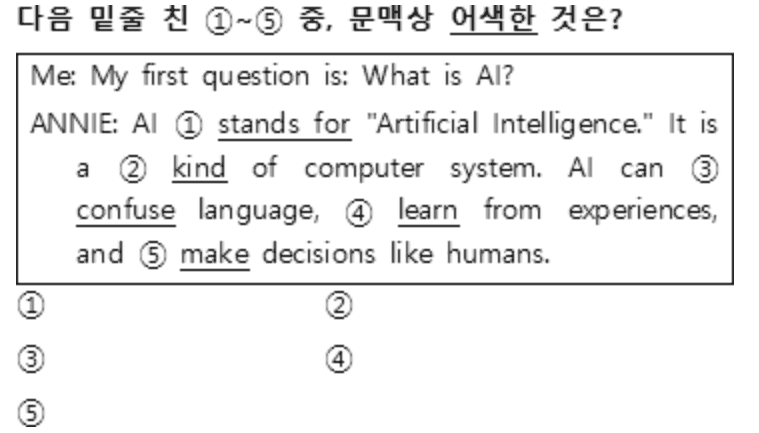 다음 밑줄 친 ①~⑤ 중, 문맥상 어색한 것은?
Me: My first question is: What is AI?
ANNIE: AI ① stands for "Artificial Intelligence." It is
a ② kind of computer system. AI can ③
confuse language, ④ learn from experiences,
and ⑤ make decisions like humans.
① ②
③ ④
⑤